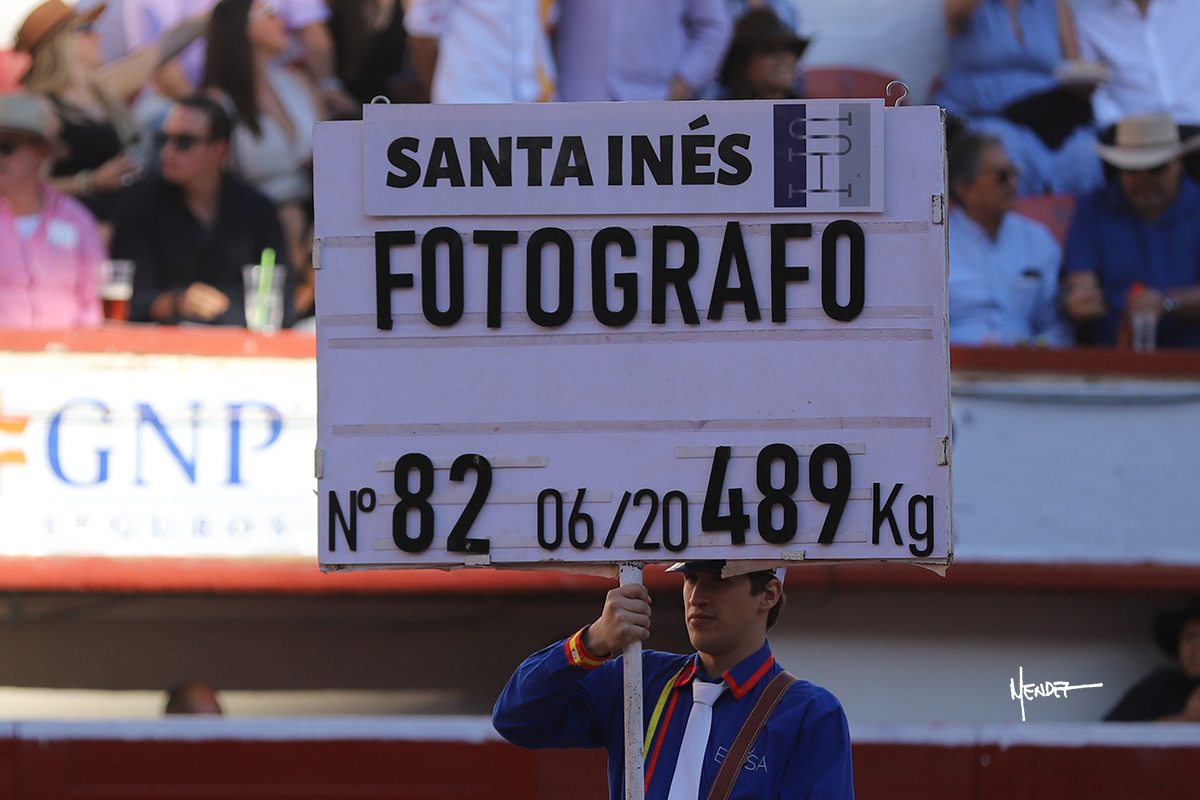 SANTA INÉS
FOTOGRAFO
Nº 82 06/20 489 Kg
GNP
SEGUROS
MENDEZ